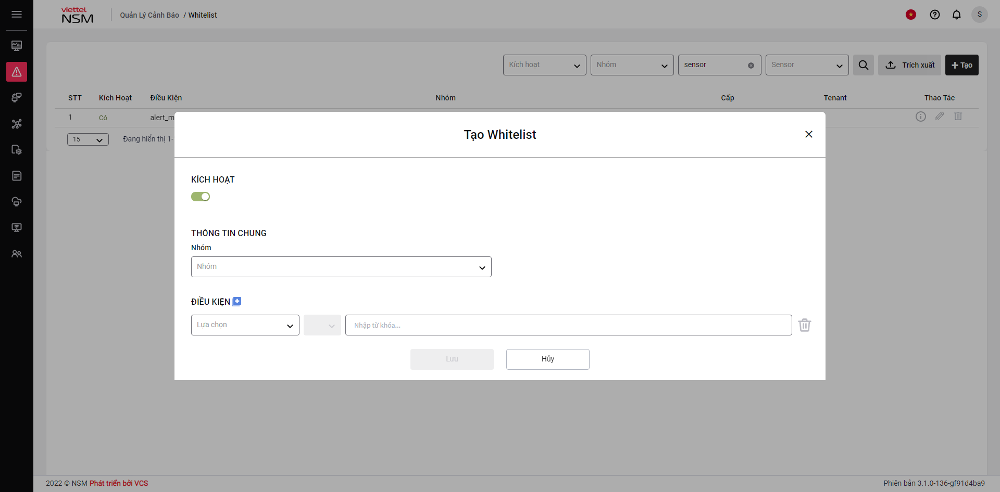 viettel
NSM
Quản Lý Cảnh Báo / Whitelist
S
Kích hoạt
Nhóm
sensor
Sensor
Trích xuất
Tạo
STT Kích Hoạt Điều Kiện Nhóm Cấp Tenant Thao Tác
1 Có alert_m
15 Đang hiển thị 1-
Tạo Whitelist
KÍCH HOẠT
THÔNG TIN CHUNG
Nhóm
Nhóm
ĐIỀU KIỆN
Lựa chọn
Nhập từ khóa...
Lưu
Hủy
2022 © NSM Phát triển bởi VCS
Phiên bản 3.1.0-136-gf91d4ba9